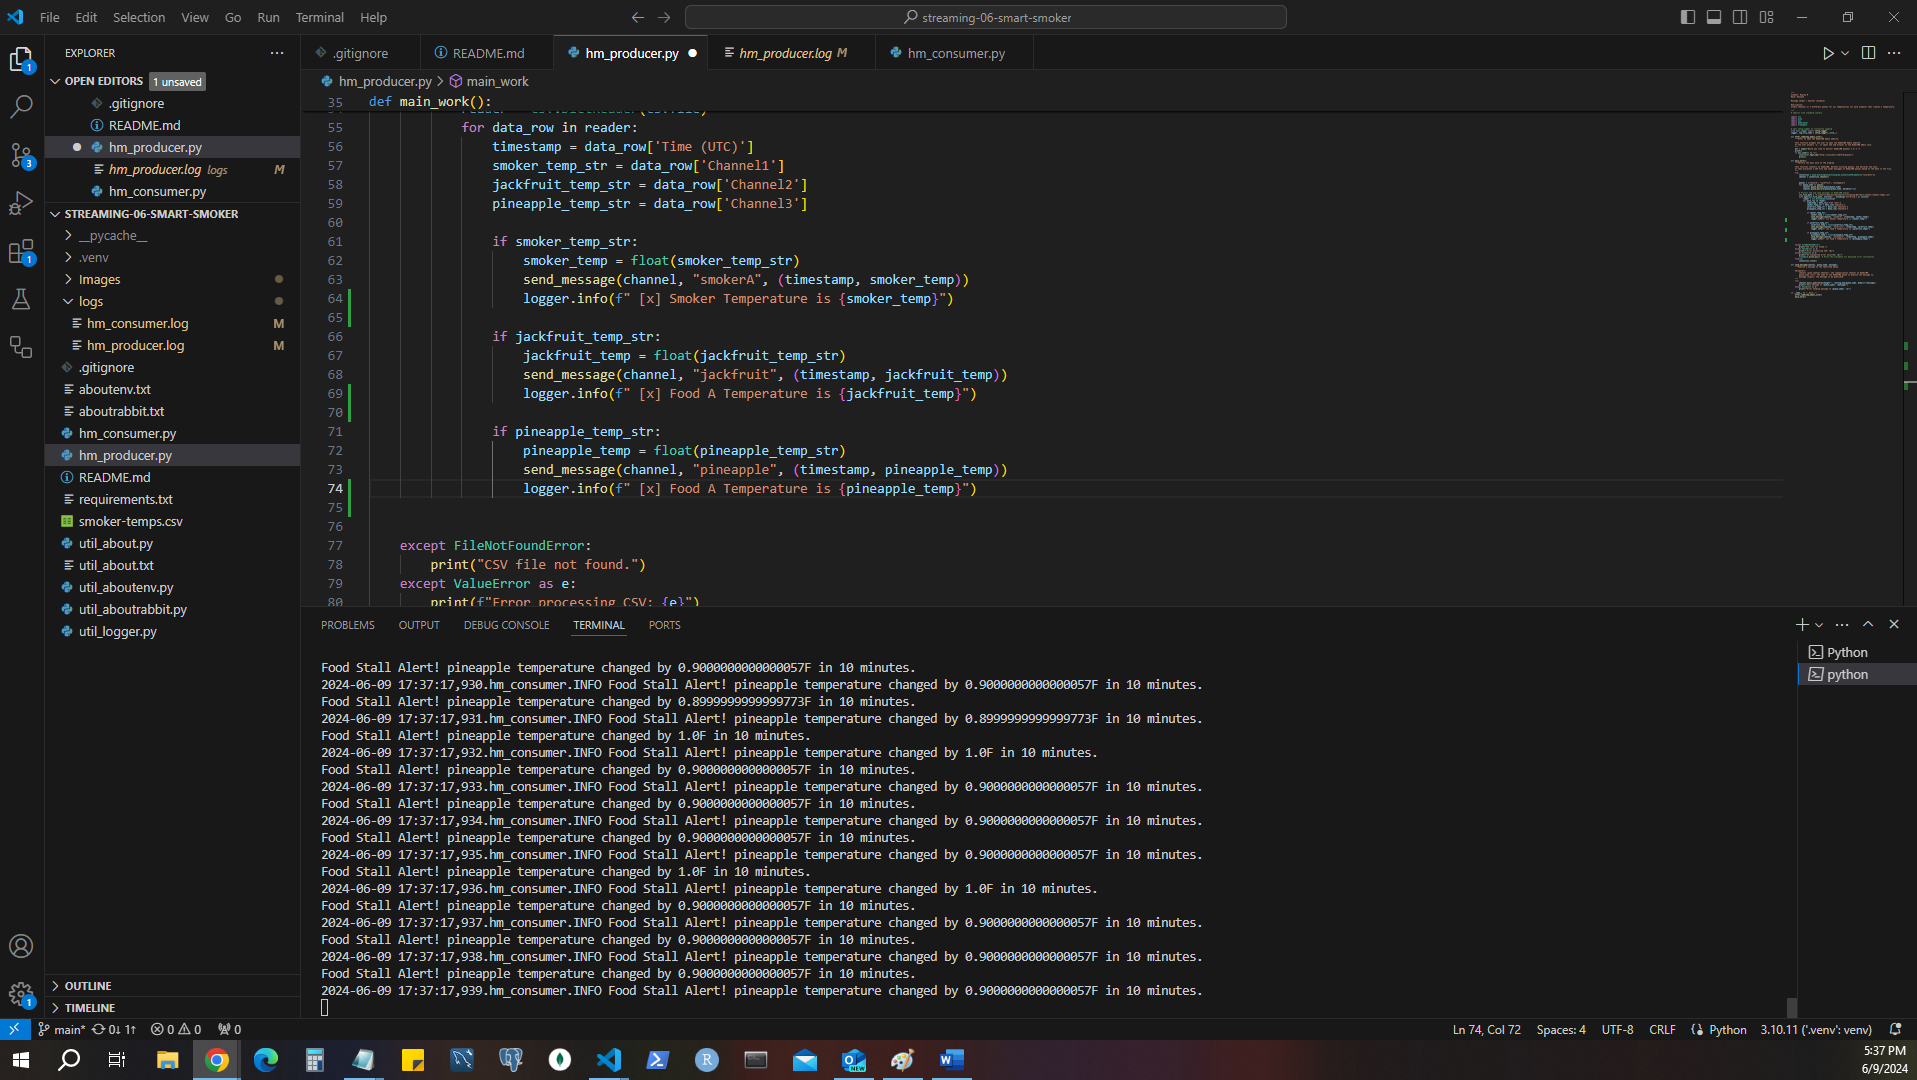 File Edit Selection View Go Run Terminal Help
streaming-06-smart-smoker
EXPLORER
OPEN EDITORS 1 unsaved
.gitignore
README.md
hm_producer.py
hm_producer.log logs M
hm_consumer.py
STREAMING-06-SMART-SMOKER
__pycache__
.venv
Images
logs
hm_consumer.log M
hm_producer.log M
.gitignore
aboutenv.txt
aboutrabbit.txt
hm_consumer.py
hm_producer.py
README.md
requirements.txt
smoker-temps.csv
util_about.py
util_about.txt
util_aboutenv.py
util_aboutrabbit.py
util_logger.py
OUTLINE
TIMELINE
.gitignore README.md hm_producer.py hm_producer.log M hm_consumer.py
hm_producer.py > main_work
35 def main_work():
55 for data_row in reader:
56 timestamp = data_row['Time (UTC)']
57 smoker_temp_str = data_row['Channel1']
58 jackfruit_temp_str = data_row['Channel2']
59 pineapple_temp_str = data_row['Channel3']
60
61 if smoker_temp_str:
62 smoker_temp = float(smoker_temp_str)
63 send_message(channel, "smokerA", (timestamp, smoker_temp))
64 logger.info(f" [x] Smoker Temperature is {smoker_temp}")
65
66 if jackfruit_temp_str:
67 jackfruit_temp = float(jackfruit_temp_str)
68 send_message(channel, "jackfruit", (timestamp, jackfruit_temp))
69 logger.info(f" [x] Food A Temperature is {jackfruit_temp}")
70
71 if pineapple_temp_str:
72 pineapple_temp = float(pineapple_temp_str)
73 send_message(channel, "pineapple", (timestamp, pineapple_temp))
74 logger.info(f" [x] Food A Temperature is {pineapple_temp}")
75
76
77 except FileNotFoundError:
78 print("CSV file not found.")
79 except ValueError as e:
80 print(f"Error processing CSV: {e}")
PROBLEMS OUTPUT DEBUG CONSOLE TERMINAL PORTS
Python
python
Food Stall Alert! pineapple temperature changed by 0.9000000000000057F in 10 minutes.
2024-06-09 17:37:17,930.hm_consumer.INFO Food Stall Alert! pineapple temperature changed by 0.9000000000000057F in 10 minutes.
Food Stall Alert! pineapple temperature changed by 0.8999999999999773F in 10 minutes.
2024-06-09 17:37:17,931.hm_consumer.INFO Food Stall Alert! pineapple temperature changed by 0.8999999999999773F in 10 minutes.
Food Stall Alert! pineapple temperature changed by 1.0F in 10 minutes.
2024-06-09 17:37:17,932.hm_consumer.INFO Food Stall Alert! pineapple temperature changed by 1.0F in 10 minutes.
Food Stall Alert! pineapple temperature changed by 0.9000000000000057F in 10 minutes.
2024-06-09 17:37:17,933.hm_consumer.INFO Food Stall Alert! pineapple temperature changed by 0.9000000000000057F in 10 minutes.
Food Stall Alert! pineapple temperature changed by 0.9000000000000057F in 10 minutes.
2024-06-09 17:37:17,934.hm_consumer.INFO Food Stall Alert! pineapple temperature changed by 0.9000000000000057F in 10 minutes.
Food Stall Alert! pineapple temperature changed by 0.9000000000000057F in 10 minutes.
2024-06-09 17:37:17,935.hm_consumer.INFO Food Stall Alert! pineapple temperature changed by 0.9000000000000057F in 10 minutes.
Food Stall Alert! pineapple temperature changed by 1.0F in 10 minutes.
2024-06-09 17:37:17,936.hm_consumer.INFO Food Stall Alert! pineapple temperature changed by 1.0F in 10 minutes.
Food Stall Alert! pineapple temperature changed by 0.9000000000000057F in 10 minutes.
2024-06-09 17:37:17,937.hm_consumer.INFO Food Stall Alert! pineapple temperature changed by 0.9000000000000057F in 10 minutes.
Food Stall Alert! pineapple temperature changed by 0.9000000000000057F in 10 minutes.
2024-06-09 17:37:17,938.hm_consumer.INFO Food Stall Alert! pineapple temperature changed by 0.9000000000000057F in 10 minutes.
Food Stall Alert! pineapple temperature changed by 0.9000000000000057F in 10 minutes.
2024-06-09 17:37:17,939.hm_consumer.INFO Food Stall Alert! pineapple temperature changed by 0.9000000000000057F in 10 minutes.
main* 0↓ 1↑ 0 0 0 Ln 74, Col 72 Spaces: 4 UTF-8 CRLF Python 3.10.11 ('.venv': venv)
5:37 PM
6/9/2024